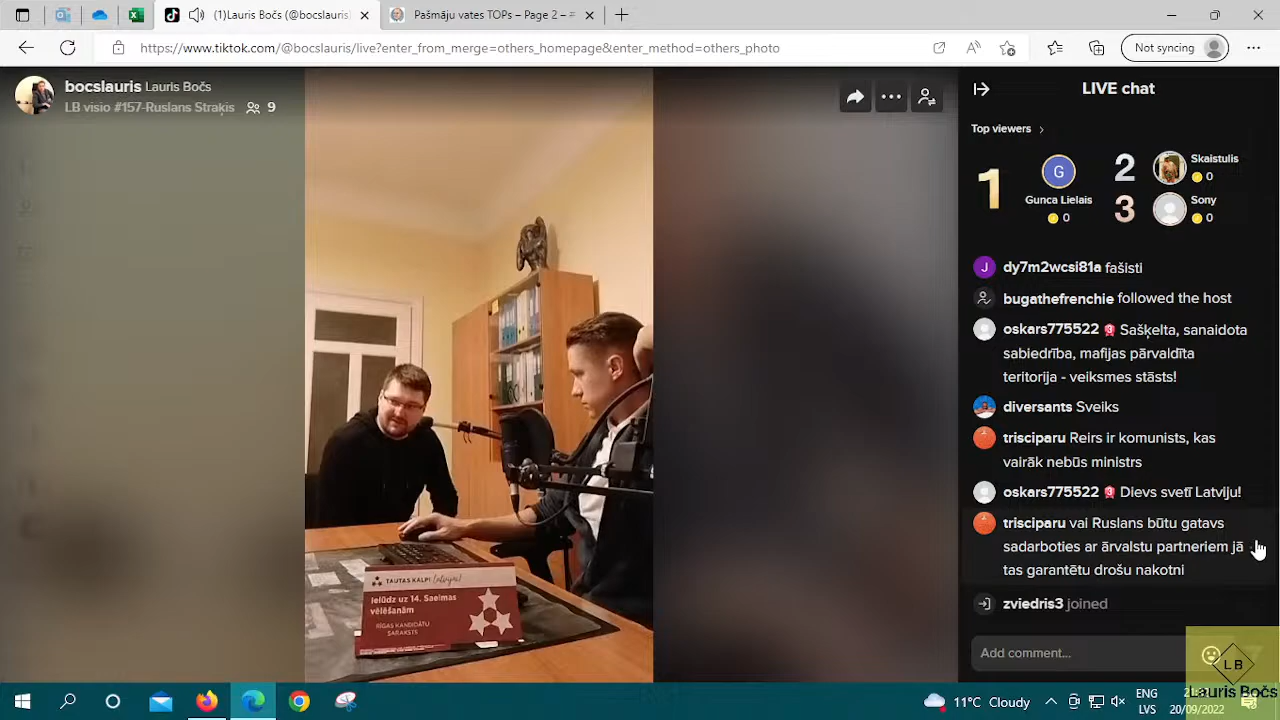 (1)Lauris Bočs (@bocslauris)
Pašmāju vates TOPs – Page 2 –
https://www.tiktok.com/@bocslauris/live?enter_from_merge=others_homepage&enter_method=others_photo
Not syncing
bocslauris Lauris Bočs
LB visio #157-Ruslans Straķis 9
LIVE chat
Top viewers
1
G
Gunca Lielais
0
2
Skaistulis
0
3
Sony
0
J
dy7m2wcsl81a fašisti
bugathefrenchie followed the host
oskars775522 Sašķelta, sanaidota
sabiedrība, mafijas pārvaldīta
teritorija - veiksmes stāsts!
diversants Sveiks
trisciparu Reirs ir komunists, kas
vairāk nebūs ministrs
oskars775522 Dievs svetī Latviju!
trisciparu vai Ruslans būtu gatavs
sadarboties ar ārvalstu partneriem jā
tas garantētu drošu nakotni
zviedris3 joined
Add comment...
TAUTAS KALPI Latvijai!
Ielūdz uz 14. Saeimas
vēlēšanām
RĪGAS KANDIDĀTU
SARAKSTS
LB
Lauris Bočs
11°C Cloudy
ENG
LVS
20/09/2022